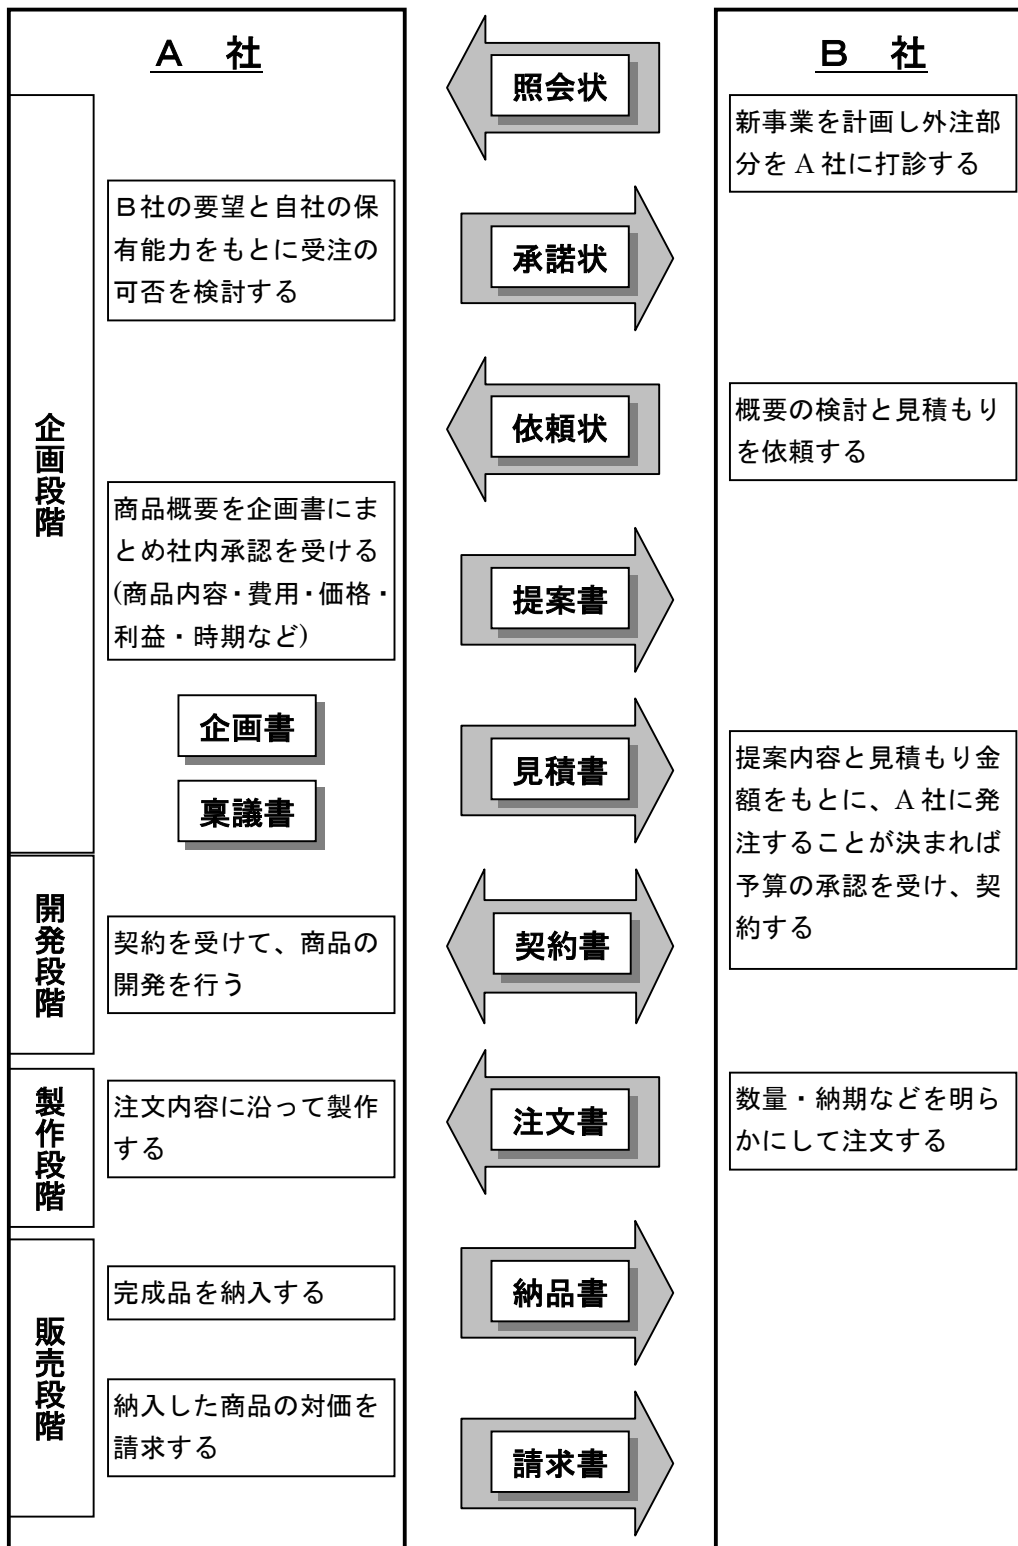 A 社
B 社
照会状
新事業を計画し外注部
分を A 社に打診する
B社の要望と自社の保
有能力をもとに受注の
可否を検討する
承諾状
企画段階
依頼状
概要の検討と見積もり
を依頼する
商品概要を企画書にま
とめ社内承認を受ける
(商品内容・費用・価格・
利益・時期など)
提案書
企画書
稟議書
見積書
提案内容と見積もり金
額をもとに、A 社に発
注することが決まれば
予算の承認を受け、契
約する
開発段階
契約を受けて、商品の
開発を行う
契約書
製作段階
注文内容に沿って製作
する
注文書
数量・納期などを明ら
かにして注文する
販売段階
完成品を納入する
納品書
納入した商品の対価を
請求する
請求書